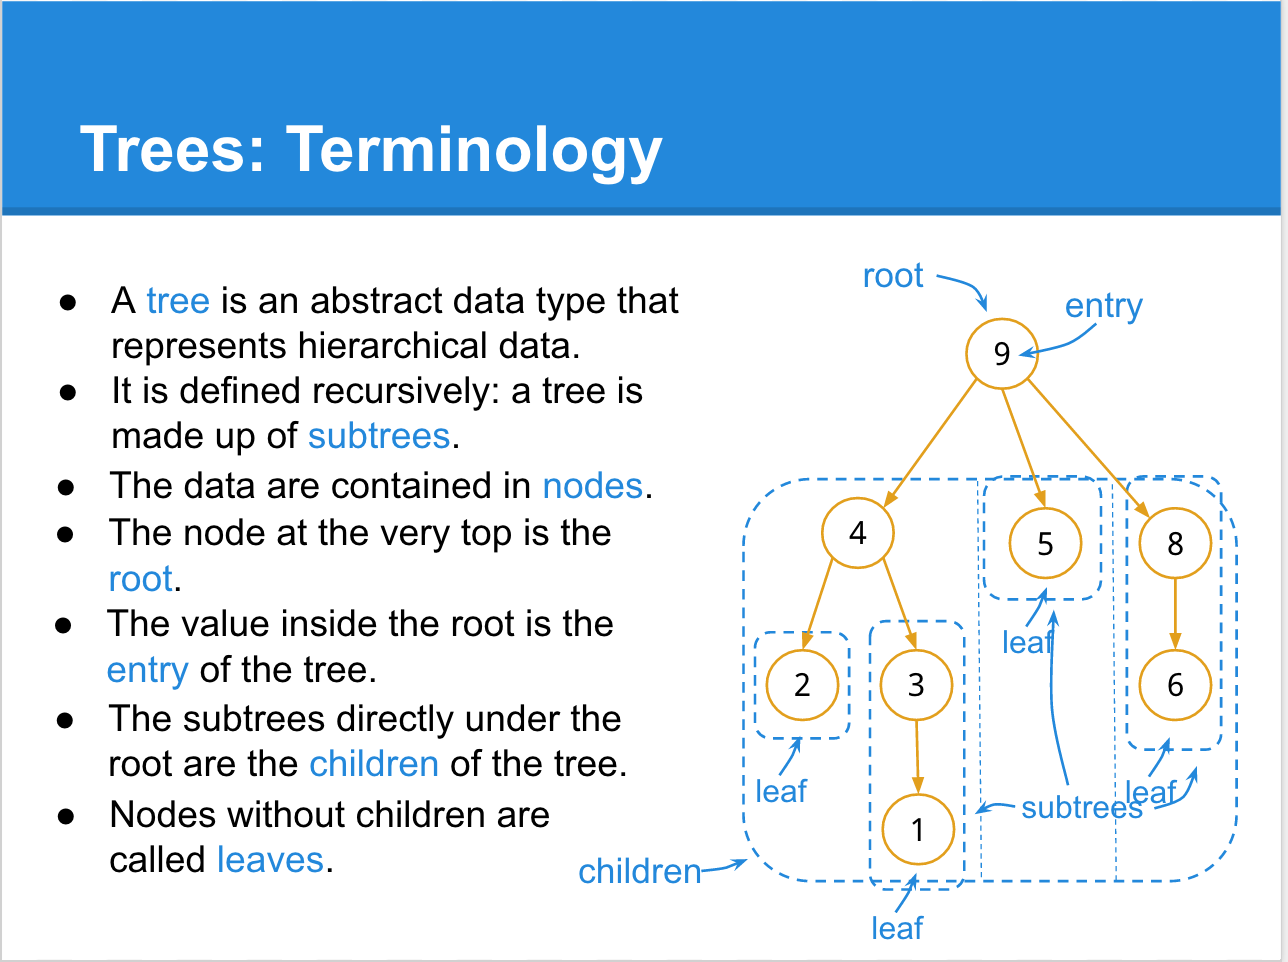 Trees: Terminology
● A tree is an abstract data type that
represents hierarchical data.
● It is defined recursively: a tree is
made up of subtrees.
● The data are contained in nodes.
● The node at the very top is the
root.
● The value inside the root is the
entry of the tree.
● The subtrees directly under the
root are the children of the tree.
● Nodes without children are
called leaves.
root
entry
9
4
5
8
leaf
2
3
6
leaf
leaf
subtrees
1
children
leaf